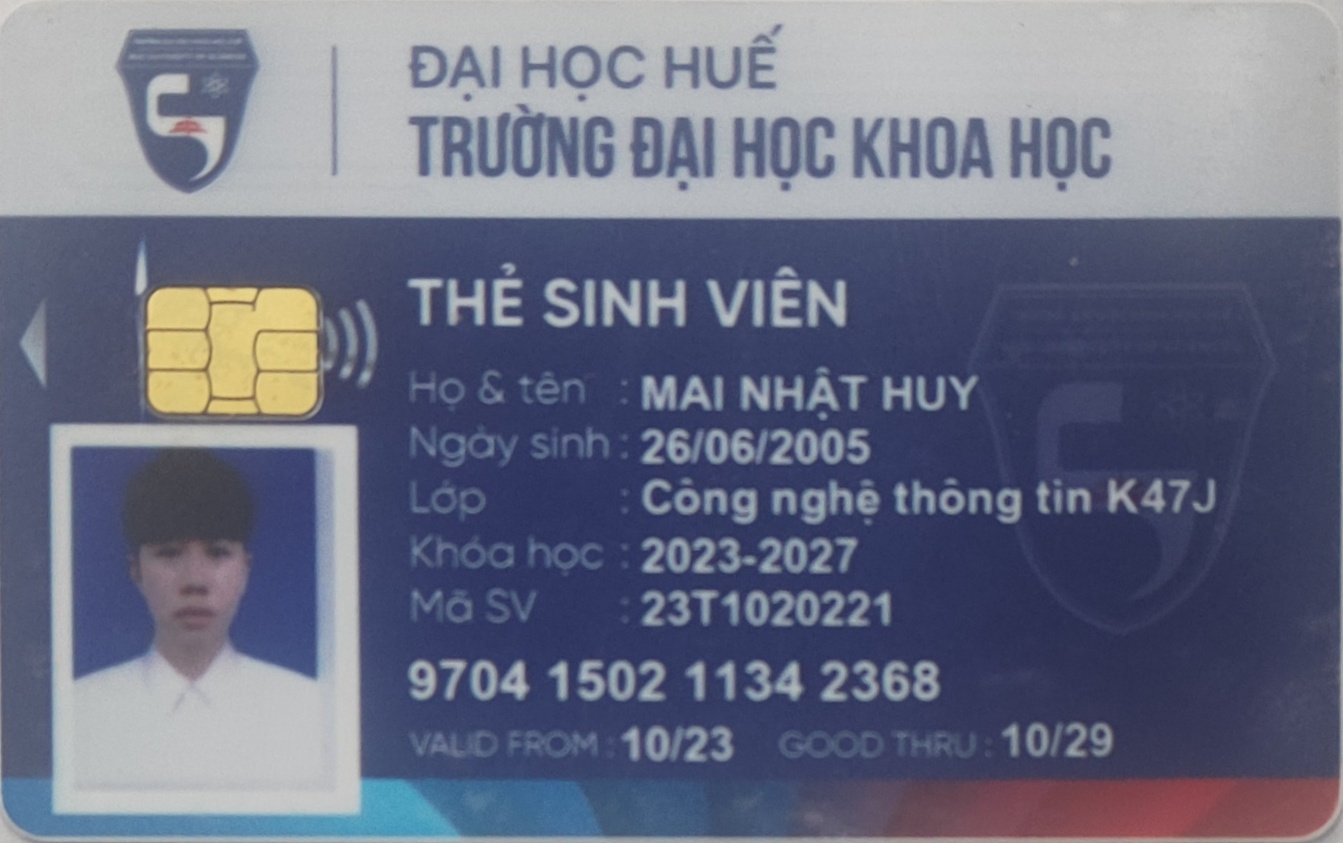 ĐẠI HỌC HUẾ
TRƯỜNG ĐẠI HỌC KHOA HỌC
THẺ SINH VIÊN
Họ & tên : MAI NHẬT HUY
Ngày sinh : 26/06/2005
Lớp : Công nghệ thông tin K47J
Khóa học : 2023-2027
Mã SV : 23T1020221
9704 1502 1134 2368
VALID FROM : 10/23 GOOD THRU : 10/29